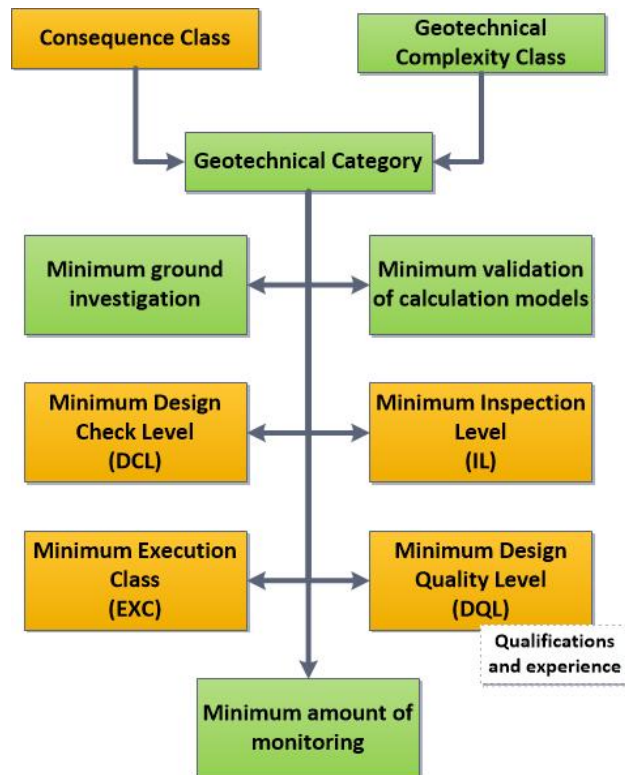 Consequence Class
Geotechnical
Complexity Class
Geotechnical Category
Minimum ground
investigation
Minimum validation
of calculation models
Minimum Design
Check Level
(DCL)
Minimum Inspection
Level
(IL)
Minimum Execution
Class
(EXC)
Minimum Design
Quality Level
(DQL)
Qualifications
and experience
Minimum amount of
monitoring